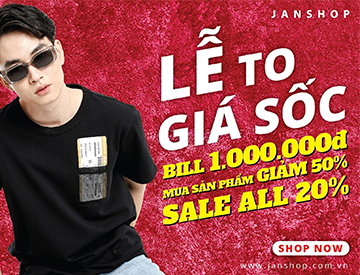 JANSHOP
LỄ TO
GIÁ SỐC
BILL 1.000.000đ
MUA SẢN PHẨM GIẢM 50%
SALE ALL 20%
SHOP NOW
www.janshop.com.vn